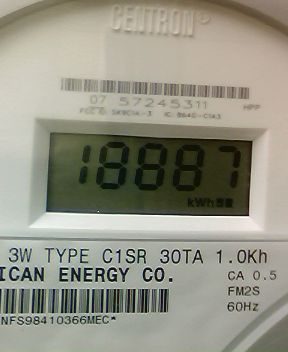 CENTRON®
07 57245311
HPP
18887
kWh
3W TYPE C1SR 30TA 1.0Kh
ICAN ENERGY CO.
CA 0.5
FM2S
60Hz
NFS98410366MEC*